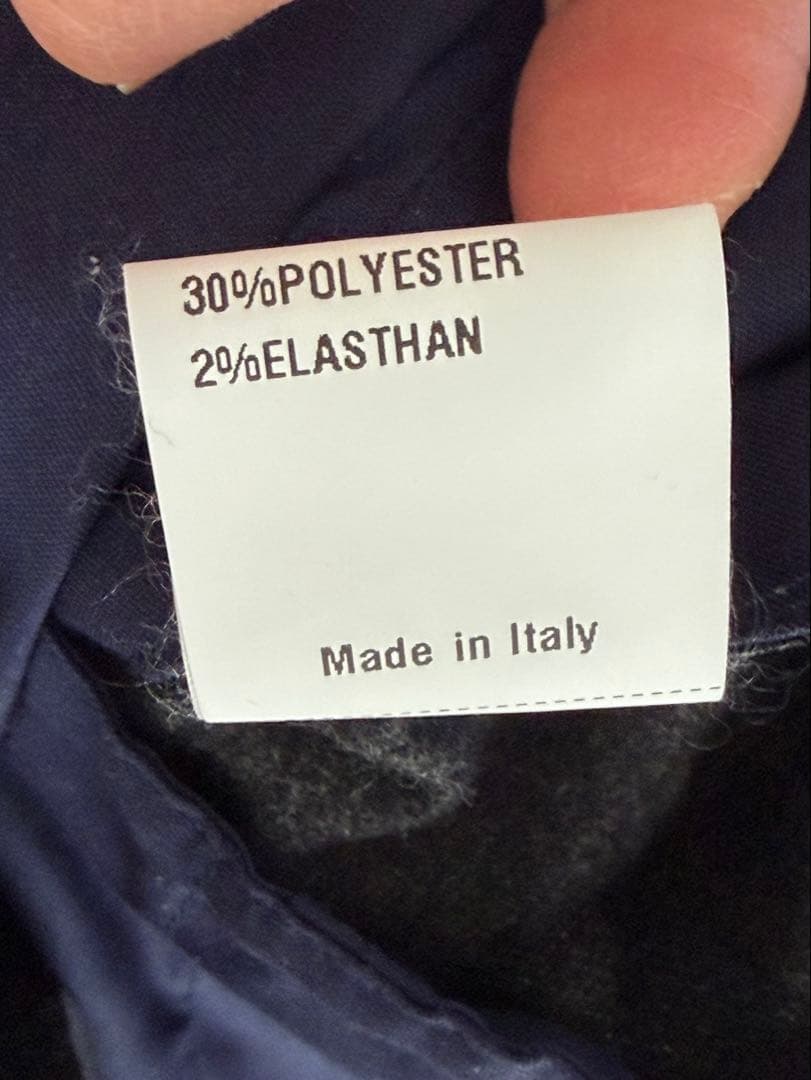 30%POLYESTER
2%ELASTHAN
Made in Italy